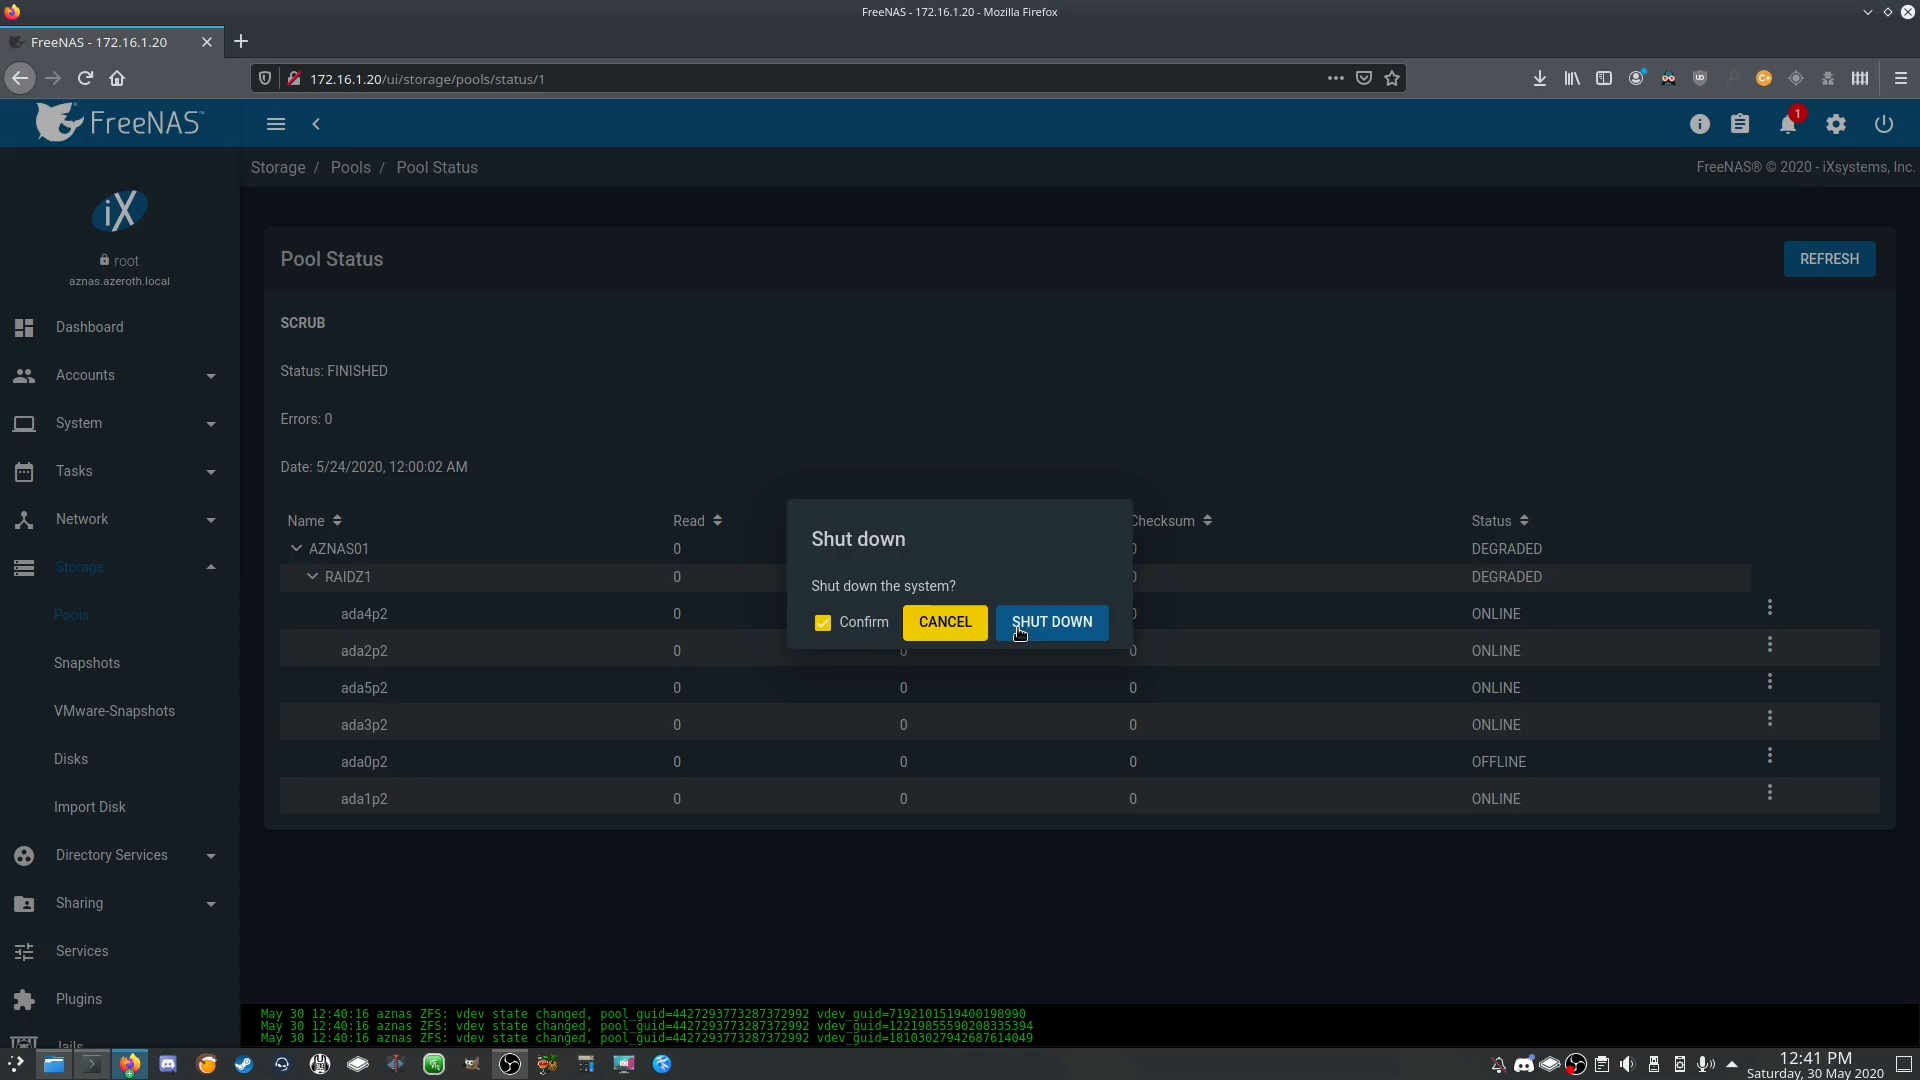 FreeNAS - 172.16.1.20 - Mozilla Firefox
FreeNAS - 172.16.1.20
172.16.1.20/ui/storage/pools/status/1
FreeNAS™
1
Storage / Pools / Pool Status
FreeNAS® © 2020 - iXsystems, Inc.
iX
root
aznas.azeroth.local
Dashboard
Accounts
System
Tasks
Network
Storage
Pools
Snapshots
VMware-Snapshots
Disks
Import Disk
Directory Services
Sharing
Services
Plugins
Jails
Pool Status
REFRESH
SCRUB
Status: FINISHED
Errors: 0
Date: 5/24/2020, 12:00:02 AM
Name Read Checksum Status
AZNAS01 0 0 DEGRADED
RAIDZ1 0 0 DEGRADED
ada4p2 0 0 ONLINE
ada2p2 0 0 0 ONLINE
ada5p2 0 0 0 ONLINE
ada3p2 0 0 0 ONLINE
ada0p2 0 0 0 OFFLINE
ada1p2 0 0 0 ONLINE
Shut down
Shut down the system?
Confirm CANCEL SHUT DOWN
May 30 12:40:16 aznas ZFS: vdev state changed, pool_guid=4427293773287372992 vdev_guid=7192101519400198990
May 30 12:40:16 aznas ZFS: vdev state changed, pool_guid=4427293773287372992 vdev_guid=12219855590208335394
May 30 12:40:16 aznas ZFS: vdev state changed, pool_guid=4427293773287372992 vdev_guid=18103027942687614049
12:41 PM
Saturday, 30 May 2020